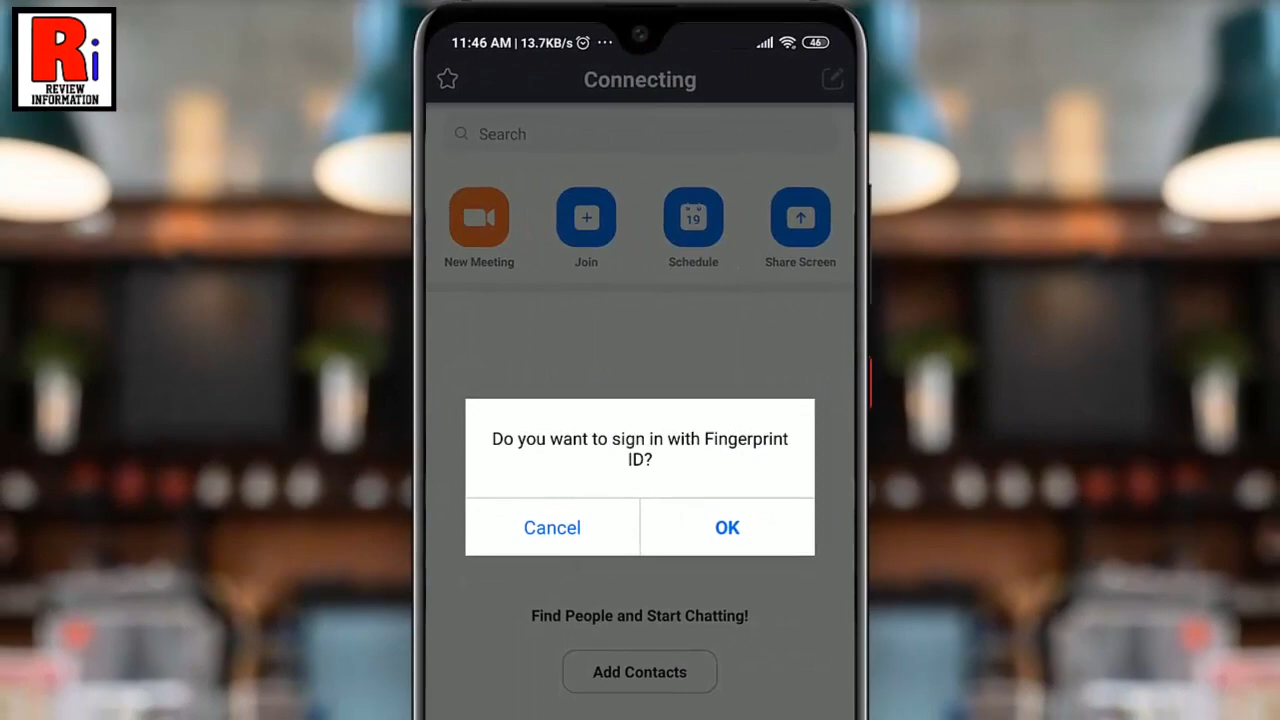 Ri
REVIEW
INFORMATION
11:46 AM | 13.7KB/s ... 46
Connecting
Search
19
New Meeting Join Schedule Share Screen
Do you want to sign in with Fingerprint
ID?
Cancel OK
Find People and Start Chatting!
Add Contacts